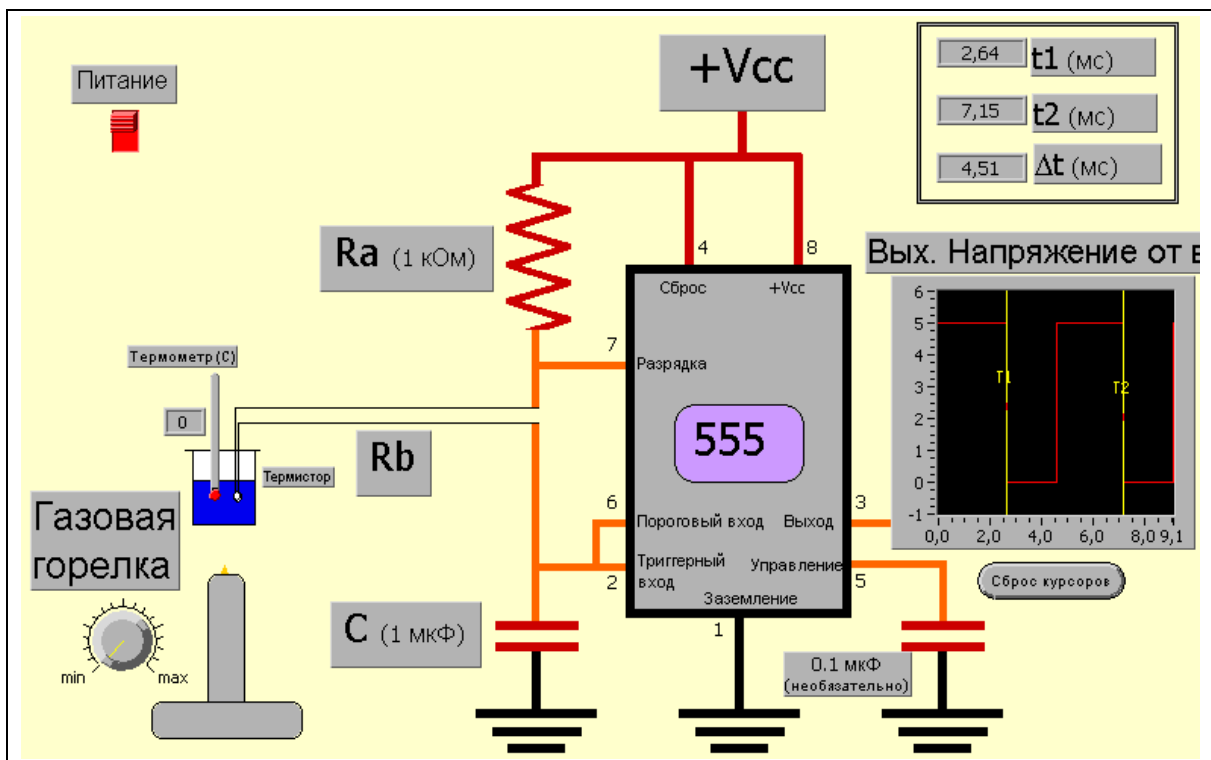 Питание
+Vcc
2,64 t1 (мс)
7,15 t2 (мс)
4,51 Δt (мс)
Ra (1 кОм)
4
8
Сброс
+Vcc
Вых. Напряжение от в
6
5
4
3
2
1
0
-1
0,0 2,0 4,0 6,0 8,0 9,1
T1
T2
7
Разрядка
Термометр(С)
0
555
Rb
Термистор
Газовая
горелка
6
Пороговый вход
Выход
3
2
Триггерный
вход
Управление
5
Заземление
1
Сброс курсоров
C (1 мкФ)
0.1 мкФ
(необязательно)
min
max